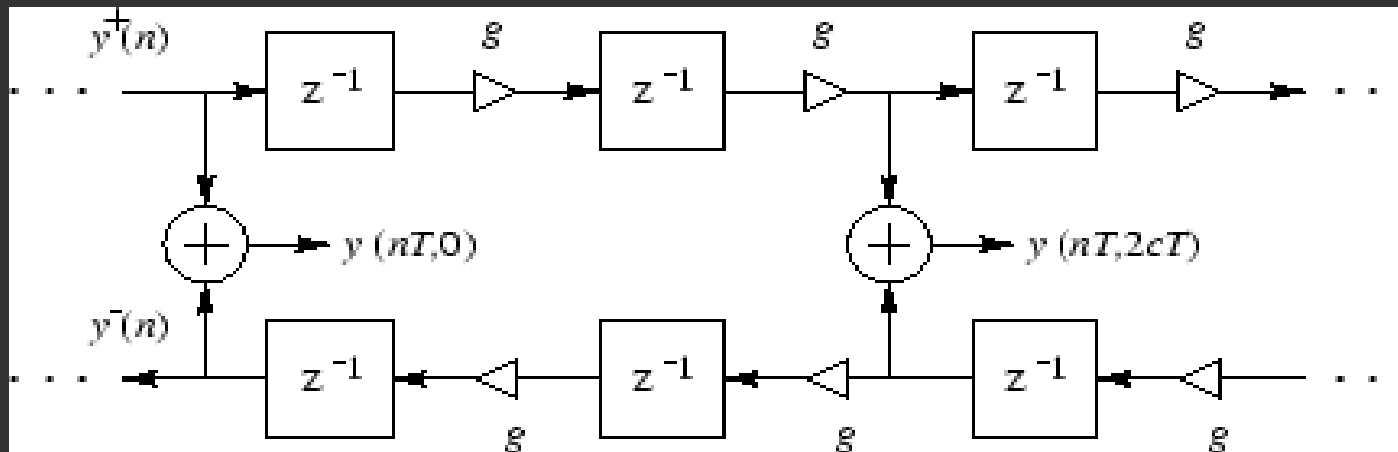 y⁺(n) g g g
. . . z⁻¹ z⁻¹ z⁻¹ . .
+ y (nT,0) + y (nT,2cT)
y⁻(n)
. . . z⁻¹ z⁻¹ z⁻¹ . .
g g g